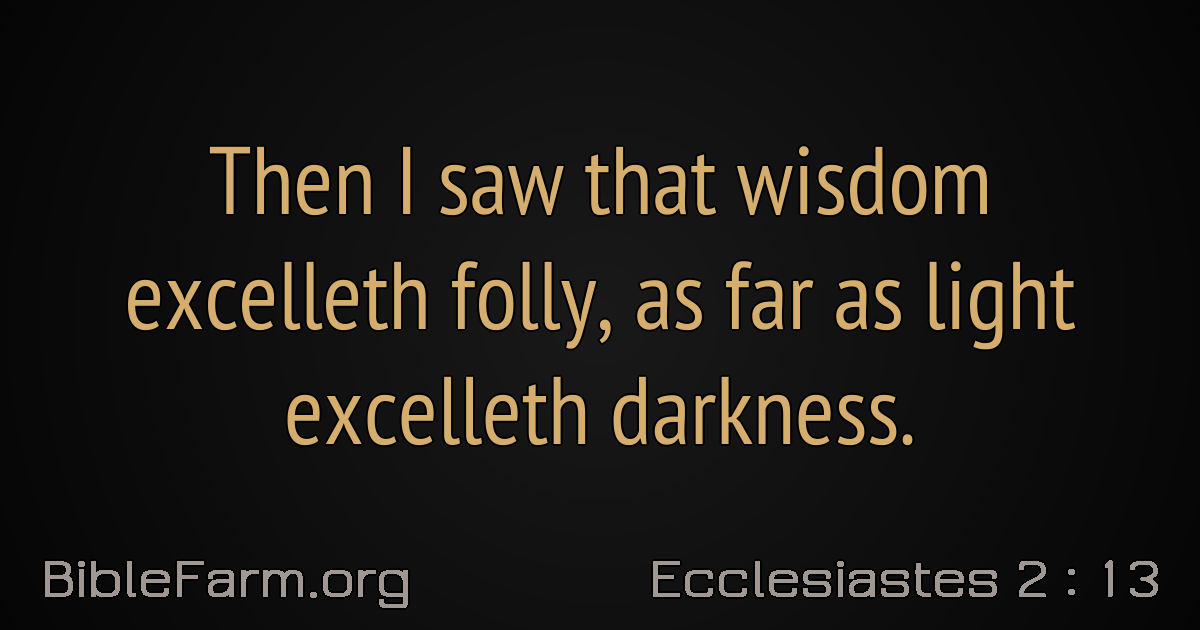 Then I saw that wisdom
excelleth folly, as far as light
excelleth darkness.
BibleFarm.org
Ecclesiastes 2 : 13